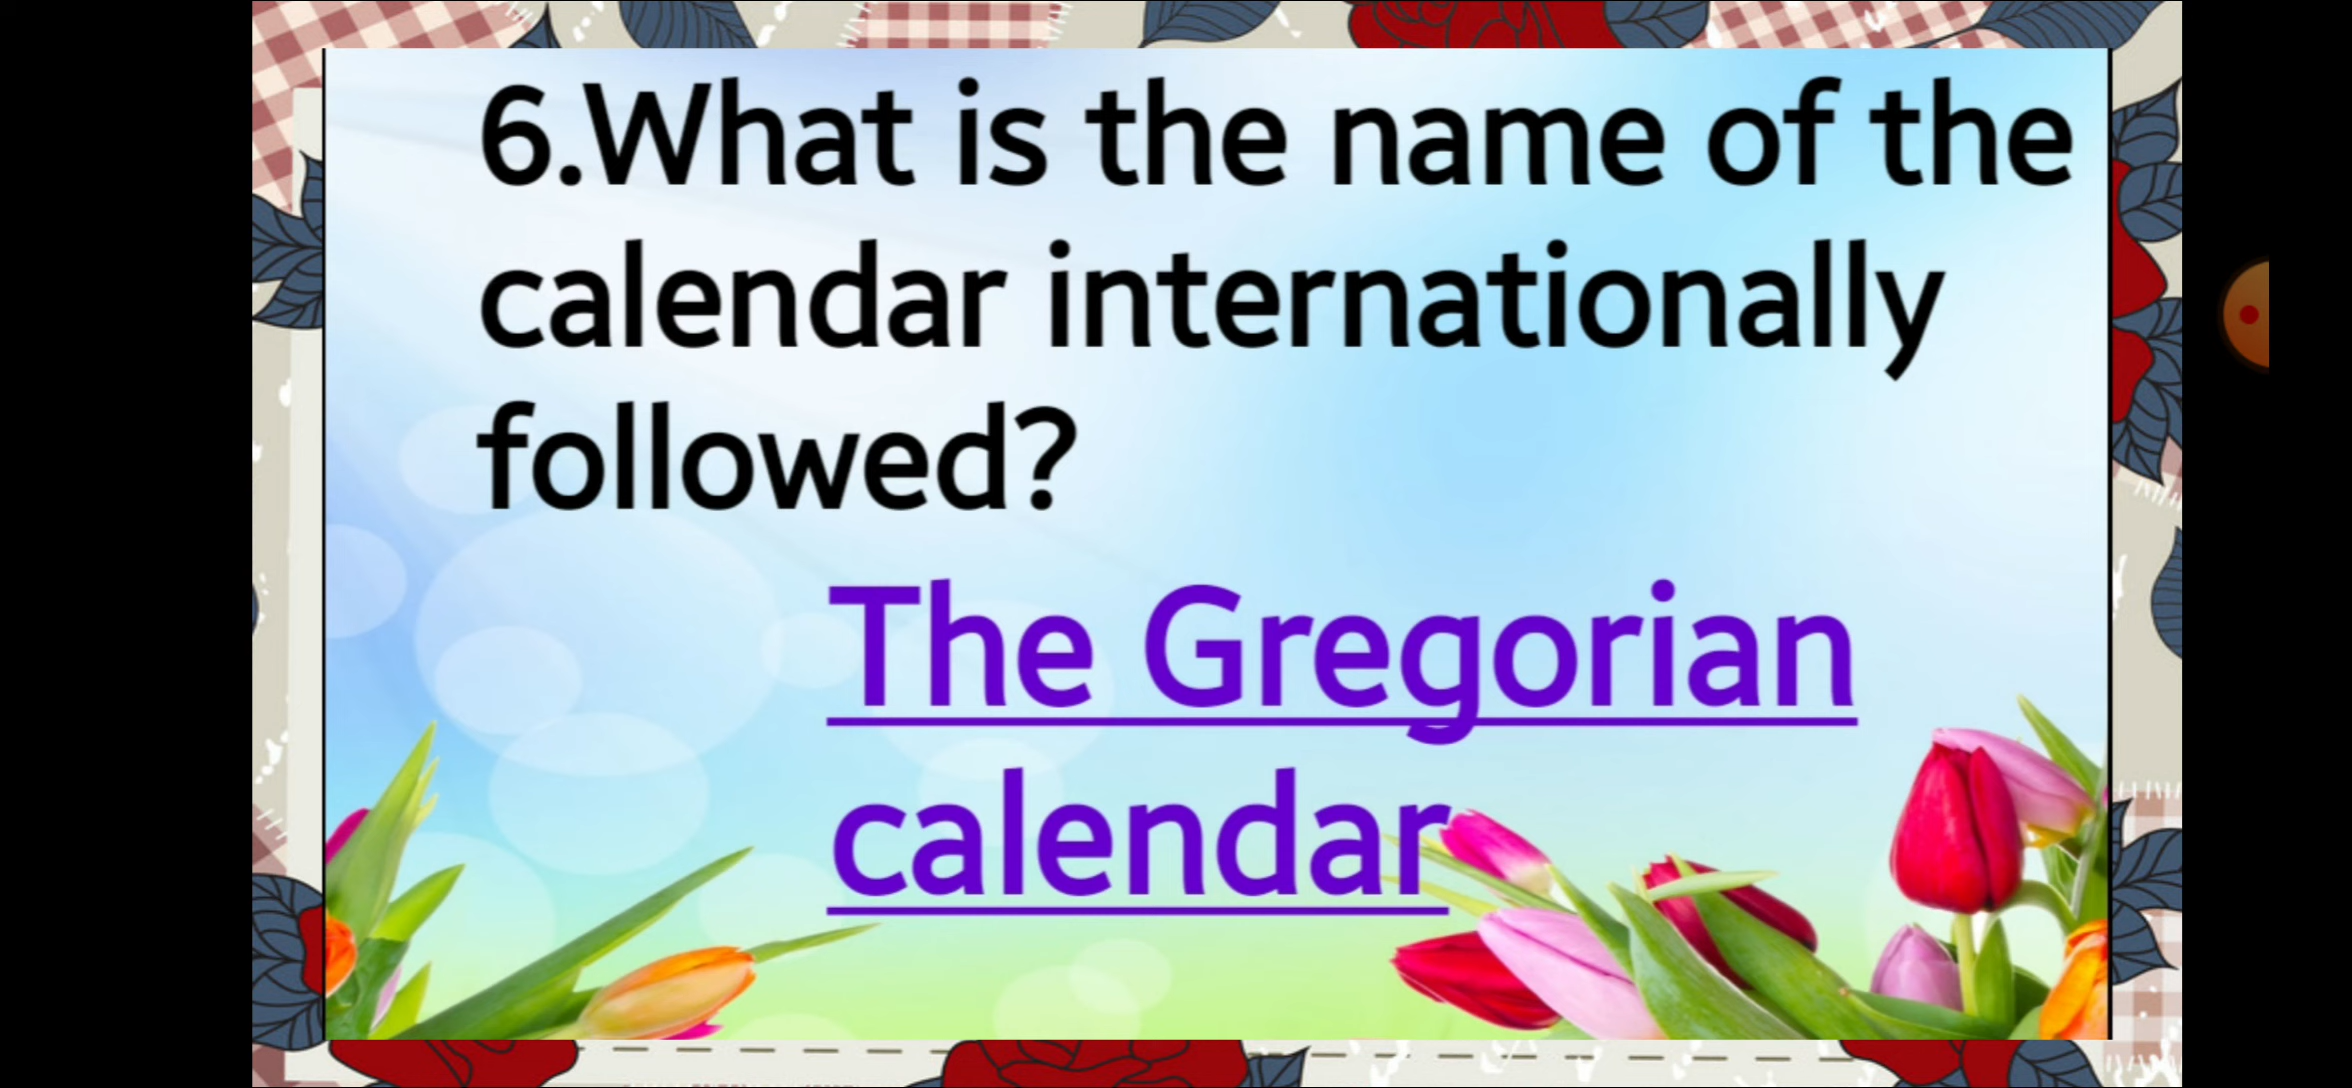 6.What is the name of the
calendar internationally
followed?
The Gregorian
calendar